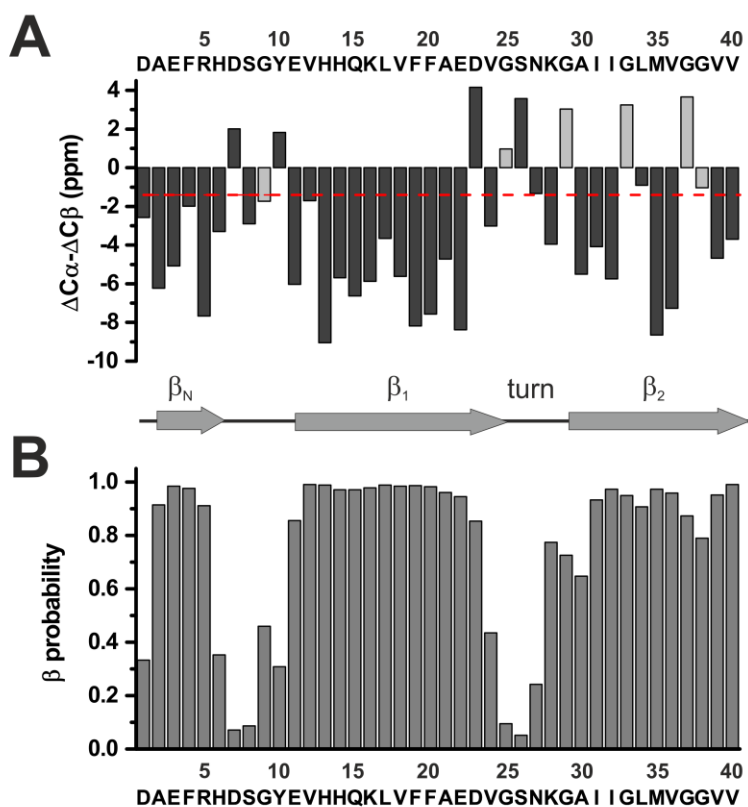 A
5 10 15 20 25 30 35 40
DAEFRHDSGYEVHHQKLVFFAEDVGSNKGAIIGLMVGGVV
4
2
0
-2
-4
-6
-8
-10
ΔCα-ΔCβ (ppm)
βN β1 turn β2
B
1.0
0.8
0.6
0.4
0.2
0.0
β probability
5 10 15 20 25 30 35 40
DAEFRHDSGYEVHHQKLVFFAEDVGSNKGAIIGLMVGGVV